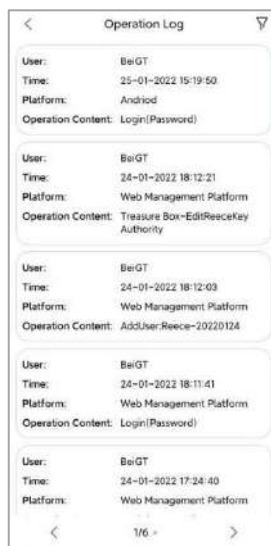 Operation Log
User: BeiGT
Time: 25-01-2022 15:19:50
Platform: Andriod
Operation Content: Login(Password)
User: BeiGT
Time: 24-01-2022 18:12:21
Platform: Web Management Platform
Operation Content: Treasure Box-EditReeceKey
Authority
User: BeiGT
Time: 24-01-2022 18:12:03
Platform: Web Management Platform
Operation Content: AddUser:Reece-20220124
User: BeiGT
Time: 24-01-2022 18:11:41
Platform: Web Management Platform
Operation Content: Login(Password)
User: BeiGT
Time: 24-01-2022 17:24:40
Platform: Web Management Platform
1/6